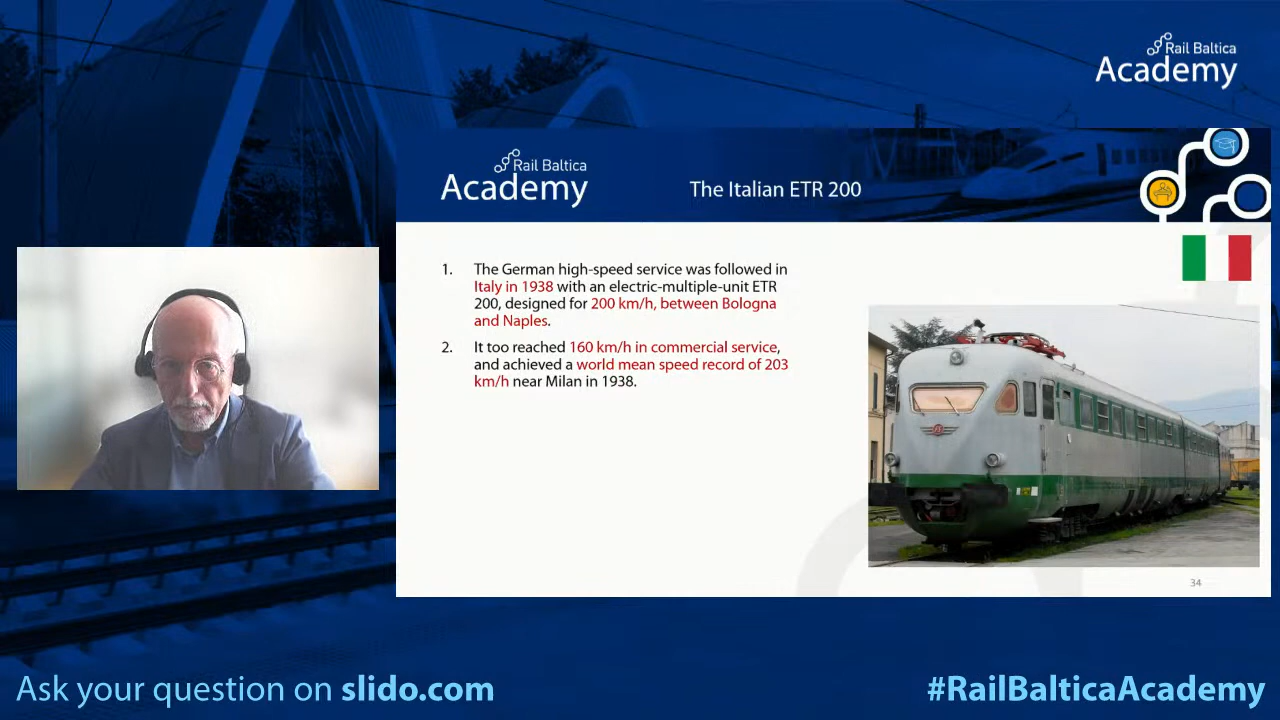 Rail Baltica
Academy
Rail Baltica
Academy
The Italian ETR 200
1. The German high-speed service was followed in
Italy in 1938 with an electric-multiple-unit ETR
200, designed for 200 km/h, between Bologna
and Naples.
2. It too reached 160 km/h in commercial service,
and achieved a world mean speed record of 203
km/h near Milan in 1938.
34
Ask your question on slido.com
#RailBalticaAcademy